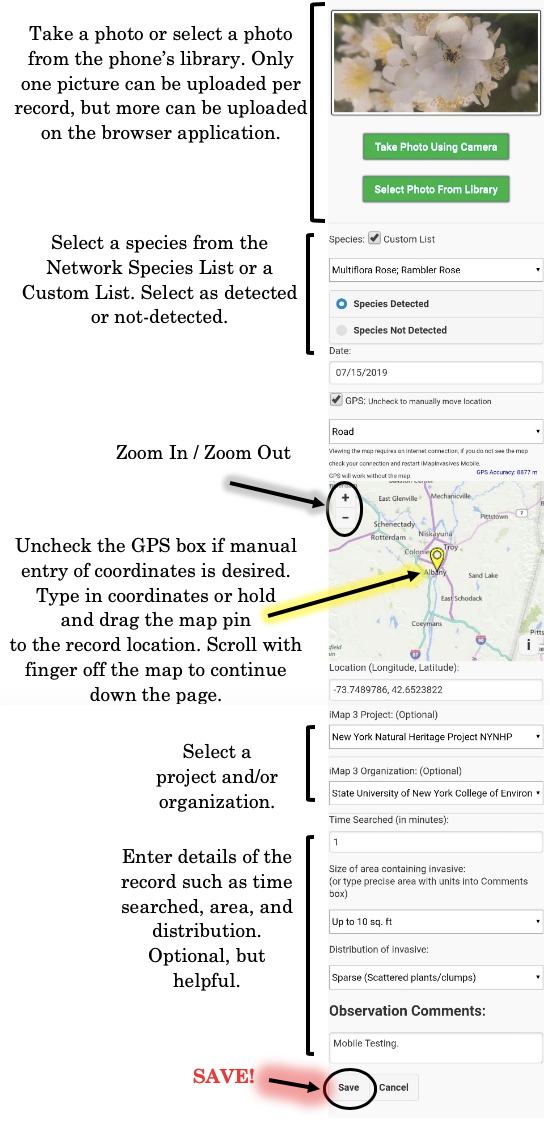 Take a photo or select a photo
from the phone's library. Only
one picture can be uploaded per
record, but more can be uploaded
on the browser application.
Take Photo Using Camera
Select Photo From Library
Select a species from the
Network Species List or a
Custom List. Select as detected
or not-detected.
Species: Custom List
Multiflora Rose; Rambler Rose
Species Detected
Species Not Detected
Date:
07/15/2019
GPS: Uncheck to manually move location
Road
Viewing the map requires an internet connection, if you do not see the map
check your connection and restart iMapInvasives Mobile.
GPS will work without the map.
GPS Accuracy: 8877 m
Zoom In / Zoom Out
+
−
East Glenville
Mechanicville
Pittstown
7
Schenectady
Niskayuna
Rotterdam
Colonie
Troy
Albany
Sand Lake
East Schodack
Coeymans
Pitts
i
Uncheck the GPS box if manual
entry of coordinates is desired.
Type in coordinates or hold
and drag the map pin
to the record location. Scroll with
finger off the map to continue
down the page.
Location (Longitude, Latitude):
-73.7489786, 42.6523822
Select a
project and/or
organization.
iMap 3 Project: (Optional)
New York Natural Heritage Project NYNHP
iMap 3 Organization: (Optional)
State University of New York College of Environ
Enter details of the
record such as time
searched, area, and
distribution.
Optional, but
helpful.
Time Searched (in minutes):
1
Size of area containing invasive:
(or type precise area with units into Comments
box)
Up to 10 sq. ft
Distribution of invasive:
Sparse (Scattered plants/clumps)
Observation Comments:
Mobile Testing.
SAVE!
Save
Cancel